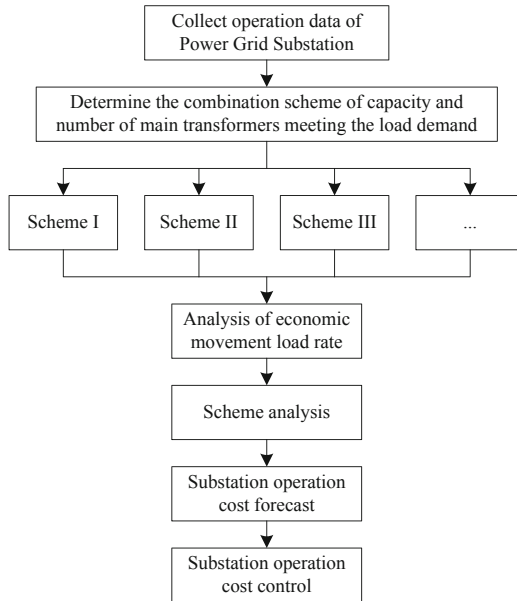 Collect operation data of
Power Grid Substation
Determine the combination scheme of capacity and
number of main transformers meeting the load demand
Scheme I
Scheme II
Scheme III
...
Analysis of economic
movement load rate
Scheme analysis
Substation operation
cost forecast
Substation operation
cost control